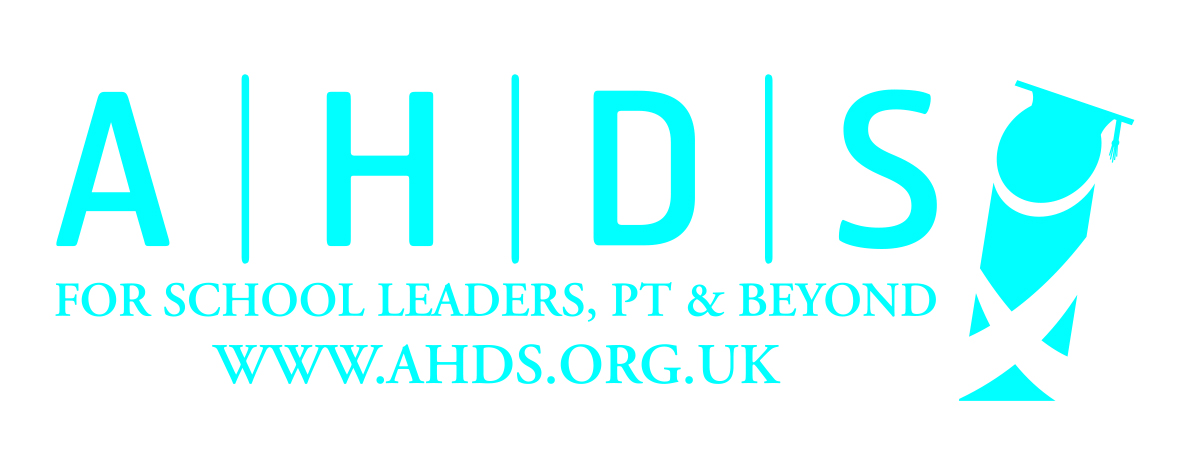 A|H|D|S
FOR SCHOOL LEADERS, PT & BEYOND
WWW.AHDS.ORG.UK